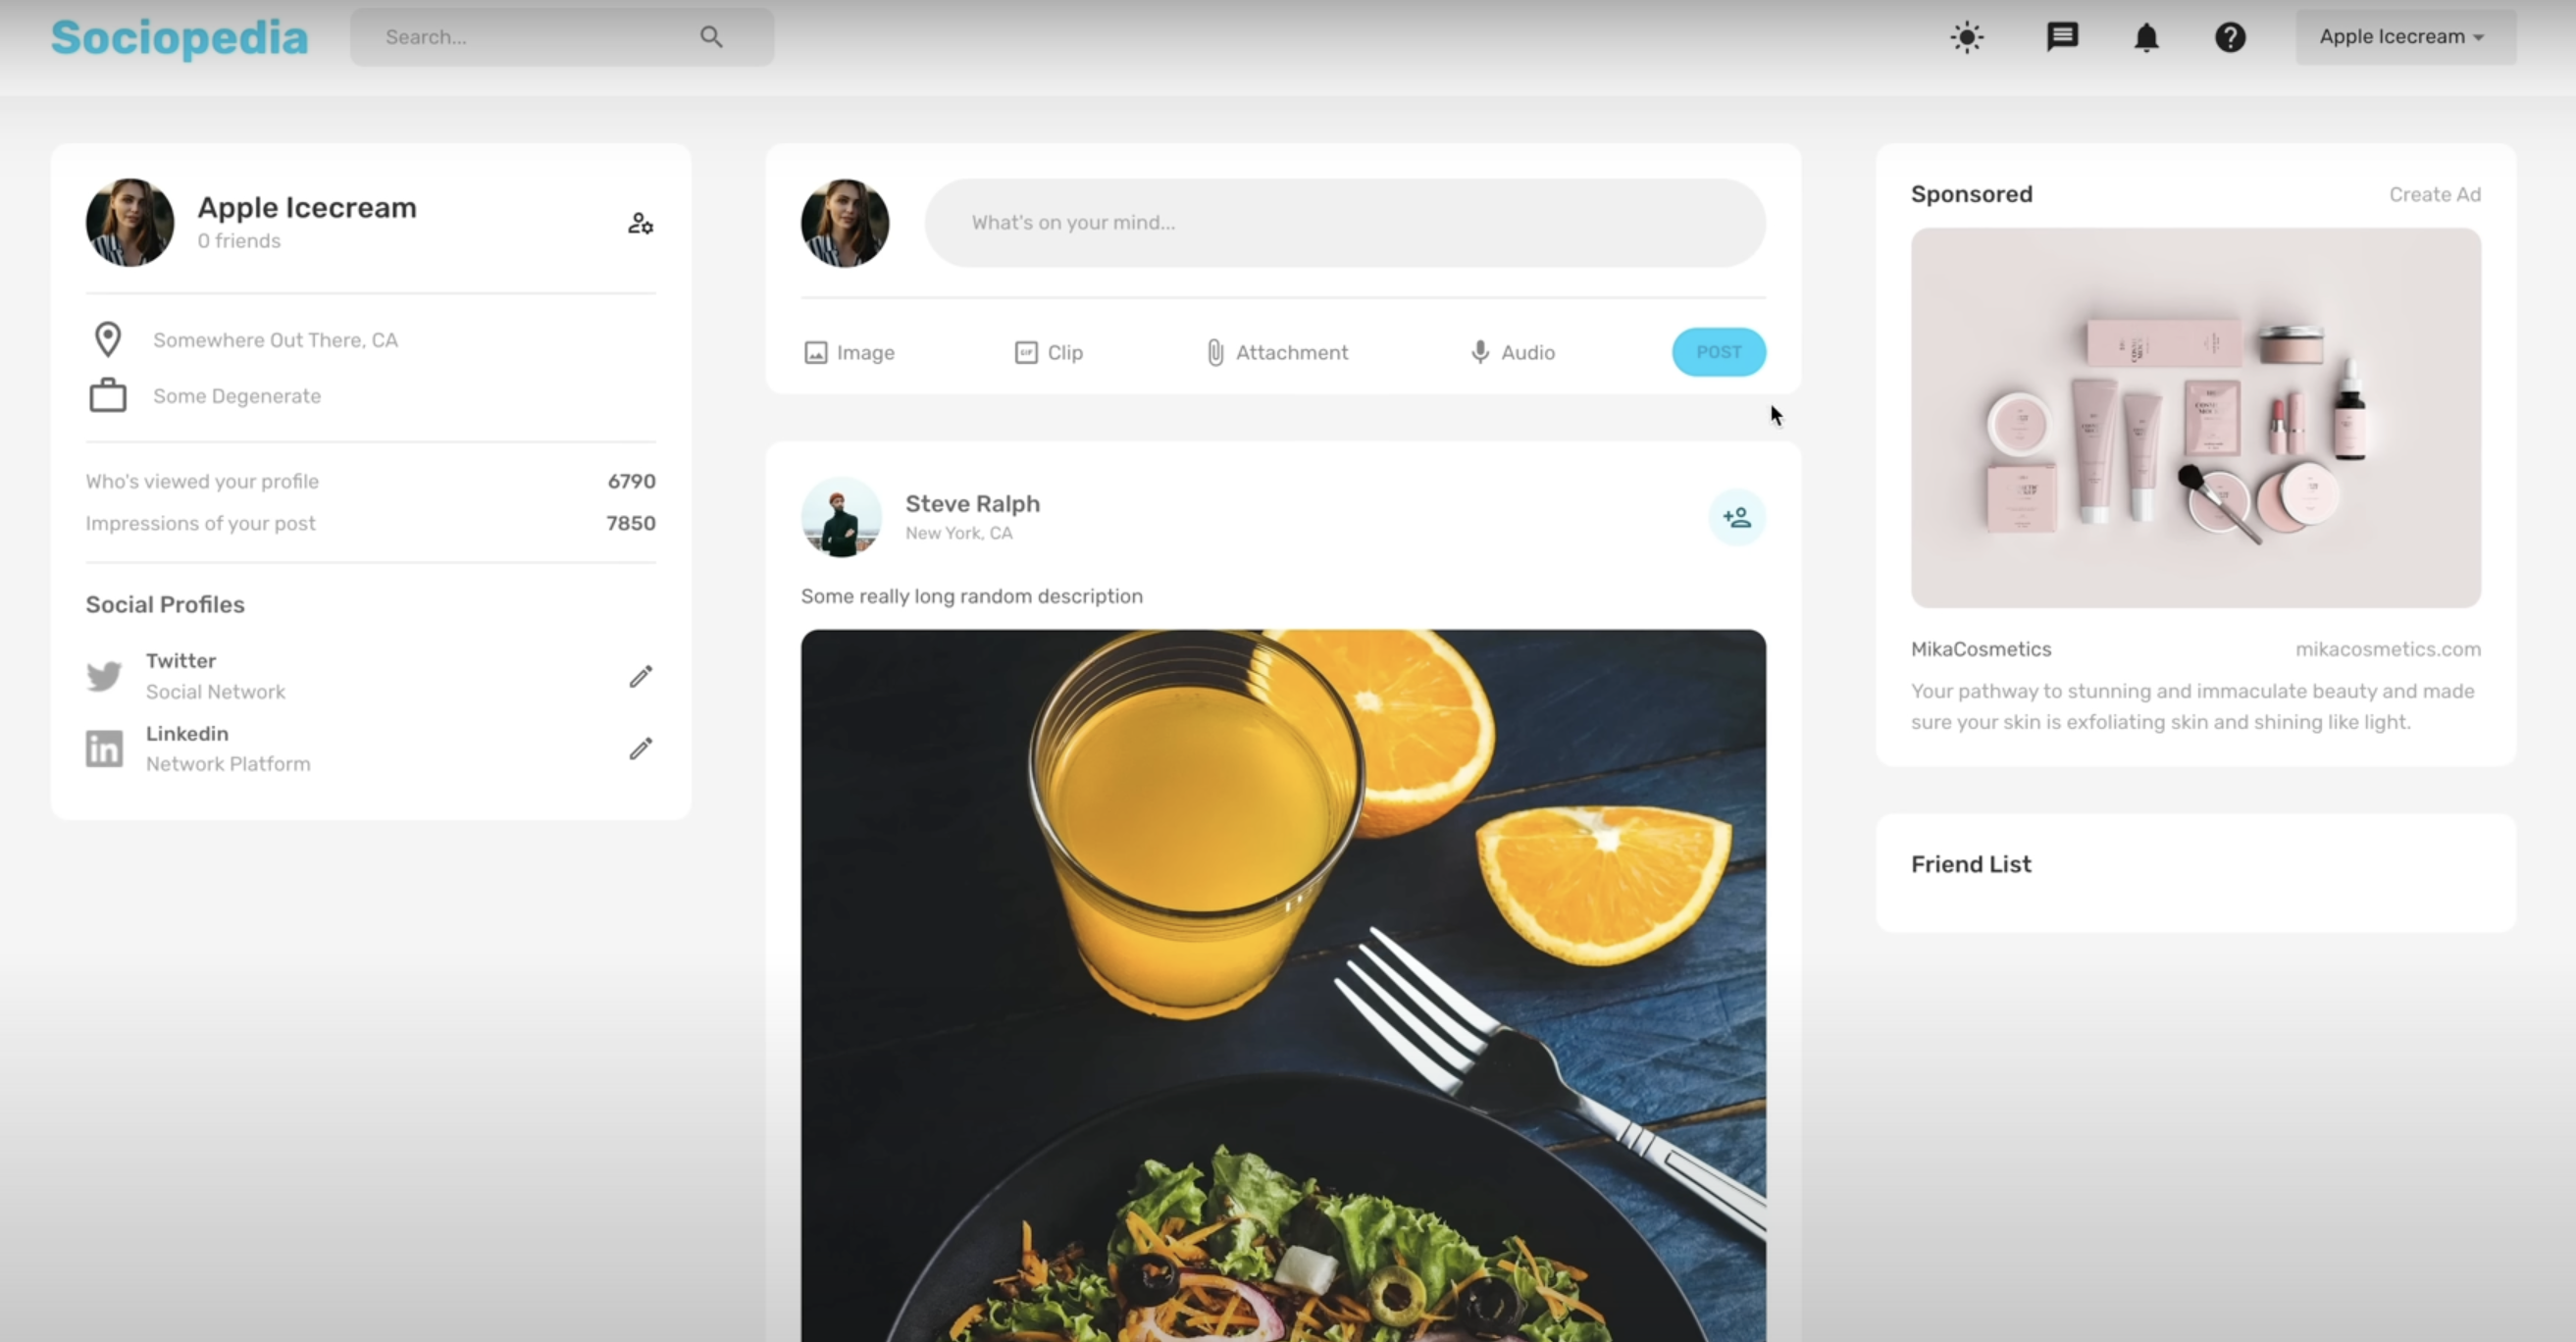 Sociopedia
Search...
Apple Icecream
Apple Icecream
0 friends
Somewhere Out There, CA
Some Degenerate
Who's viewed your profile 6790
Impressions of your post 7850
Social Profiles
Twitter
Social Network
Linkedin
Network Platform
What's on your mind...
Image
GIF Clip
Attachment
Audio
POST
Steve Ralph
New York, CA
Some really long random description
Sponsored Create Ad
MikaCosmetics mikacosmetics.com
Your pathway to stunning and immaculate beauty and made
sure your skin is exfoliating skin and shining like light.
Friend List